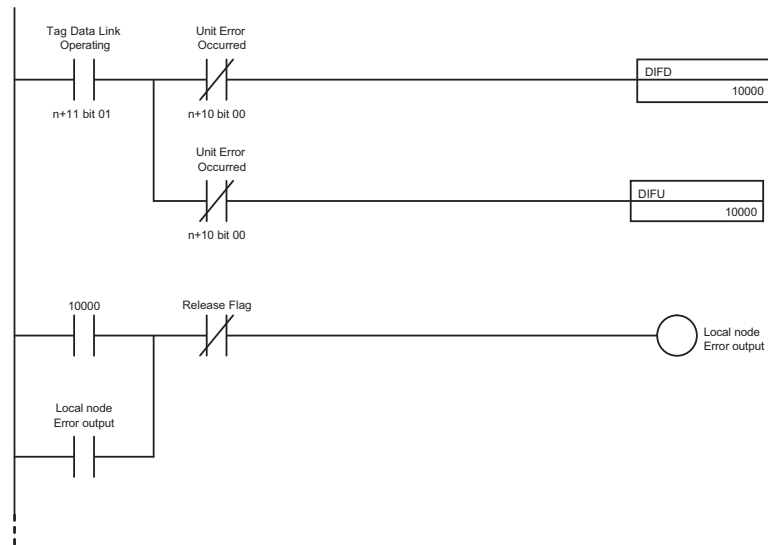 Tag Data Link
Operating
Unit Error
Occurred
DIFD
10000
n+11 bit 01
n+10 bit 00
Unit Error
Occurred
DIFU
10000
n+10 bit 00
10000
Release Flag
Local node
Error output
Local node
Error output